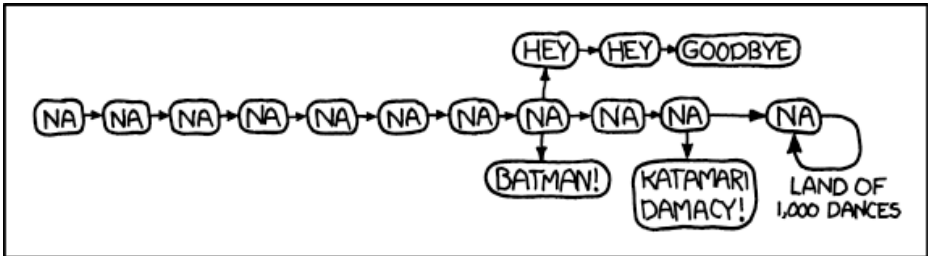 HEY HEY GOODBYE
NA NA NA NA NA NA NA NA NA NA NA
BATMAN!
KATAMARI
DAMACY!
LAND OF
1,000 DANCES